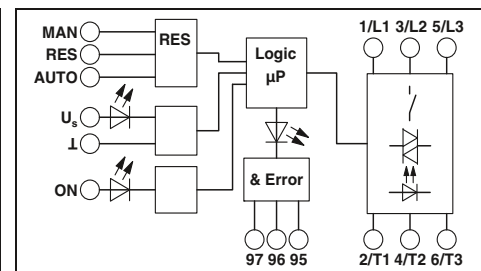 MAN
RES
AUTO
RES
Us
⊥
ON
Logic
µP
& Error
97 96 95
1/L1 3/L2 5/L3
2/T1 4/T2 6/T3